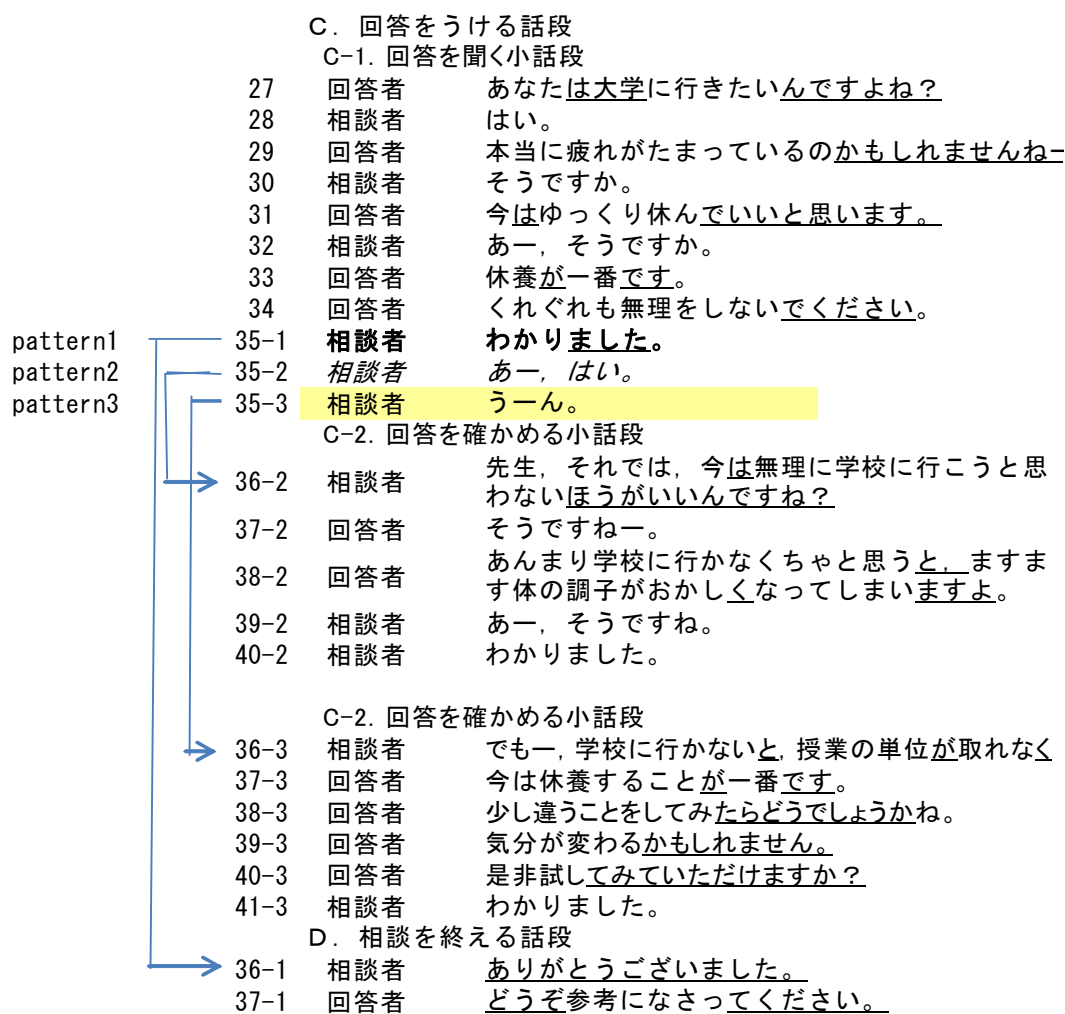 C. 回答をうける話段
C-1. 回答を聞く小話段
27 回答者 あなたは大学に行きたいんですよね？
28 相談者 はい。
29 回答者 本当に疲れがたまっているのかもしれませんねー
30 相談者 そうですか。
31 回答者 今はゆっくり休んでいいと思います。
32 相談者 あー，そうですか。
33 回答者 休養が一番です。
34 回答者 くれぐれも無理をしないでください。
pattern1 35-1 相談者 わかりました。
pattern2 35-2 相談者 あー，はい。
pattern3 35-3 相談者 うーん。
C-2. 回答を確かめる小話段
36-2 相談者 先生，それでは，今は無理に学校に行こうと思
わないほうがいいんですね？
37-2 回答者 そうですねー。
38-2 回答者 あんまり学校に行かなくちゃと思うと，ますま
す体の調子がおかしくなってしまいますよ。
39-2 相談者 あー，そうですね。
40-2 相談者 わかりました。
C-2. 回答を確かめる小話段
36-3 相談者 でもー，学校に行かないと，授業の単位が取れなく
37-3 回答者 今は休養することが一番です。
38-3 回答者 少し違うことをしてみたらどうでしょうかね。
39-3 回答者 気分が変わるかもしれません。
40-3 回答者 是非試してみていただけますか？
41-3 相談者 わかりました。
D. 相談を終える話段
36-1 相談者 ありがとうございました。
37-1 回答者 どうぞ参考になさってください。